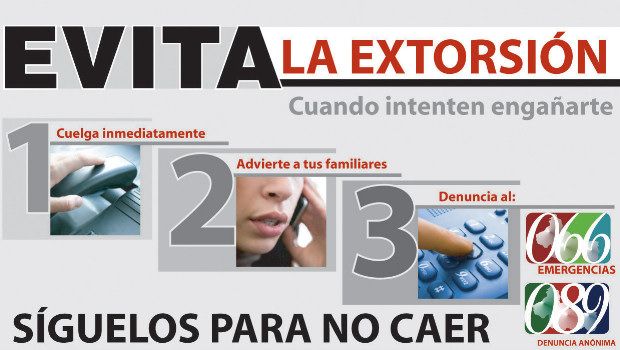 EVITA LA EXTORSIÓN
Cuando intenten engañarte
1 Cuelga inmediatamente
2 Advierte a tus familiares
3 Denuncia al:
066
EMERGENCIAS
089
DENUNCIA ANÓNIMA
SÍGUELOS PARA NO CAER